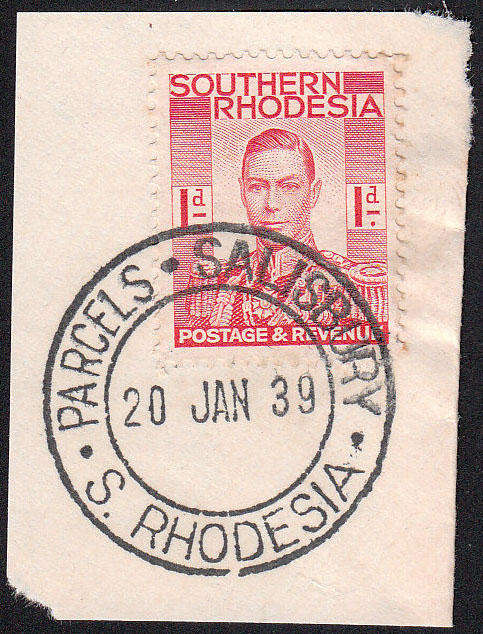 SOUTHERN
RHODESIA
1d
1d.
POSTAGE & REVENUE
PARCELS • SALISBURY •
20 JAN 39
S. RHODESIA •